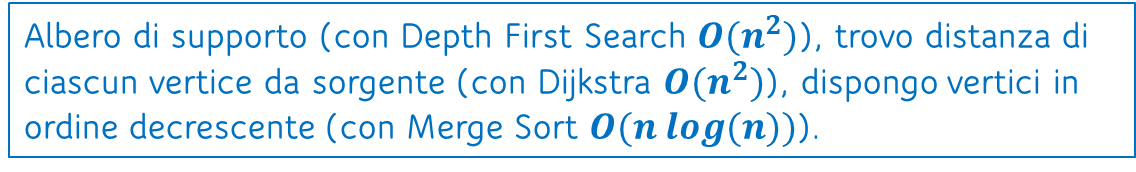 Albero di supporto (con Depth First Search O(n²)), trovo distanza di
ciascun vertice da sorgente (con Dijkstra O(n²)), dispongo vertici in
ordine decrescente (con Merge Sort O(n log(n))).